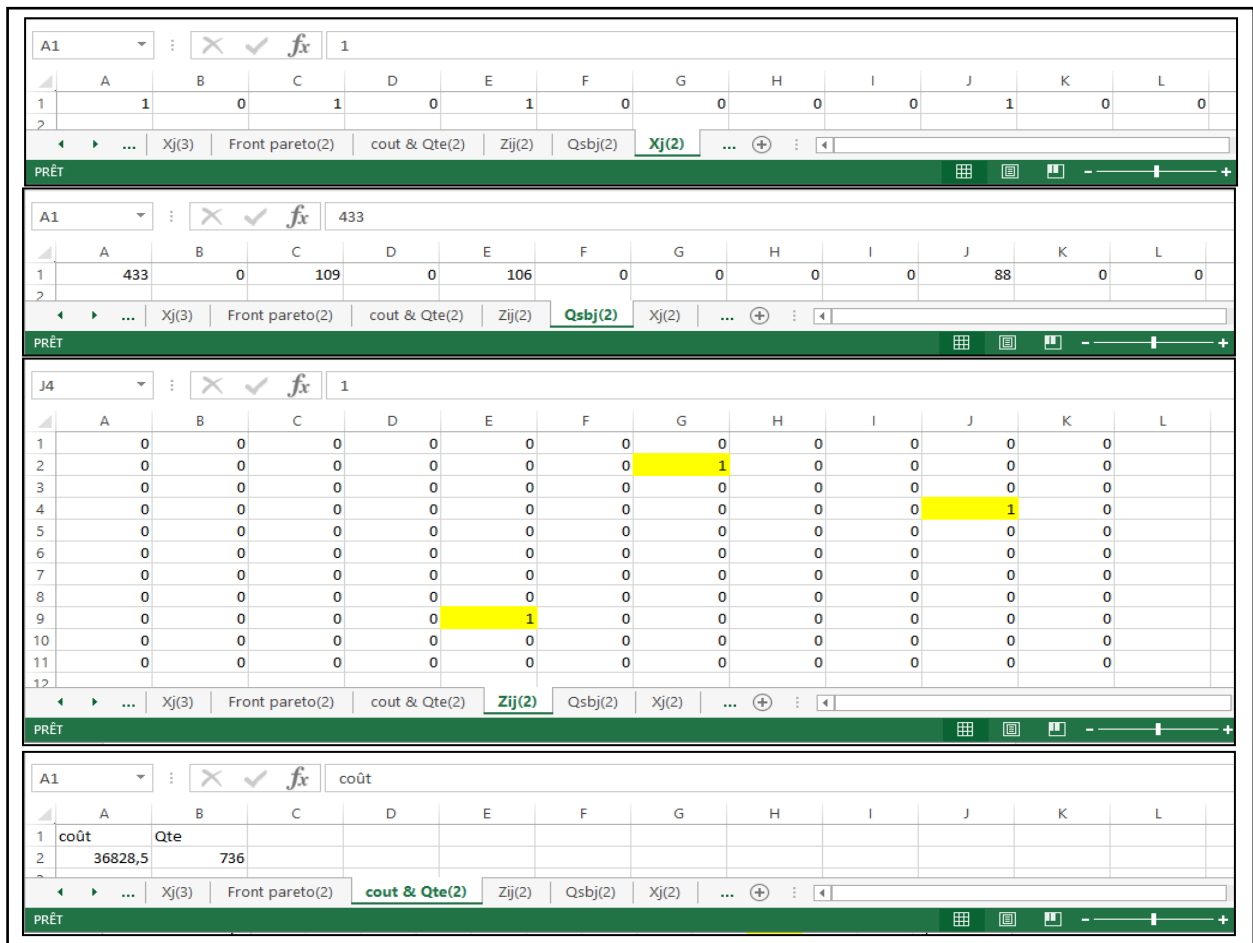 A1 fx 1
A B C D E F G H I J K L
1 1 0 1 0 1 0 0 0 0 1 0 0
2
... Xj(3) Front pareto(2) cout & Qte(2) Zij(2) Qsbj(2) Xj(2) ...
PRÊT
A1 fx 433
A B C D E F G H I J K L
1 433 0 109 0 106 0 0 0 0 88 0 0
2
... Xj(3) Front pareto(2) cout & Qte(2) Zij(2) Qsbj(2) Xj(2) ...
PRÊT
J4 fx 1
A B C D E F G H I J K L
1 0 0 0 0 0 0 0 0 0 0 0
2 0 0 0 0 0 0 1 0 0 0 0
3 0 0 0 0 0 0 0 0 0 0 0
4 0 0 0 0 0 0 0 0 0 1 0
5 0 0 0 0 0 0 0 0 0 0 0
6 0 0 0 0 0 0 0 0 0 0 0
7 0 0 0 0 0 0 0 0 0 0 0
8 0 0 0 0 0 0 0 0 0 0 0
9 0 0 0 0 1 0 0 0 0 0 0
10 0 0 0 0 0 0 0 0 0 0 0
11 0 0 0 0 0 0 0 0 0 0 0
12
... Xj(3) Front pareto(2) cout & Qte(2) Zij(2) Qsbj(2) Xj(2) ...
PRÊT
A1 fx coût
A B C D E F G H I J K L
1 coût Qte
2 36828,5 736
... Xj(3) Front pareto(2) cout & Qte(2) Zij(2) Qsbj(2) Xj(2) ...
PRÊT